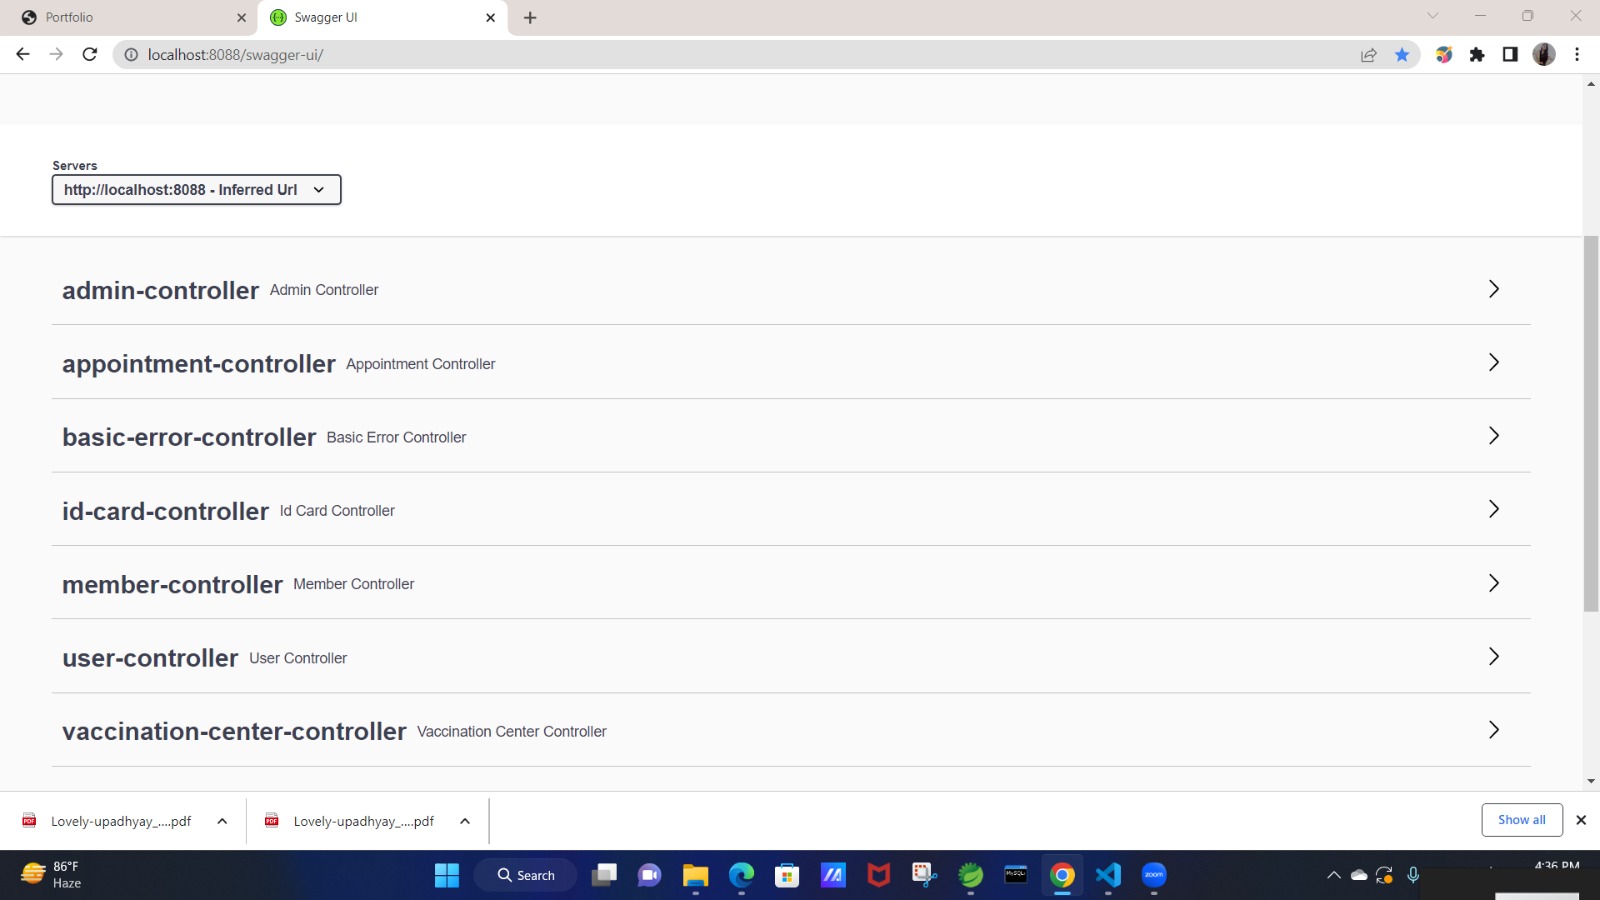 Portfolio
Swagger UI
localhost:8088/swagger-ui/
Servers
http://localhost:8088 - Inferred Url
admin-controller Admin Controller
appointment-controller Appointment Controller
basic-error-controller Basic Error Controller
id-card-controller Id Card Controller
member-controller Member Controller
user-controller User Controller
vaccination-center-controller Vaccination Center Controller
Lovely-upadhyay_....pdf
Lovely-upadhyay_....pdf
Show all
86°F
Haze
Search
zoom
4:36 PM